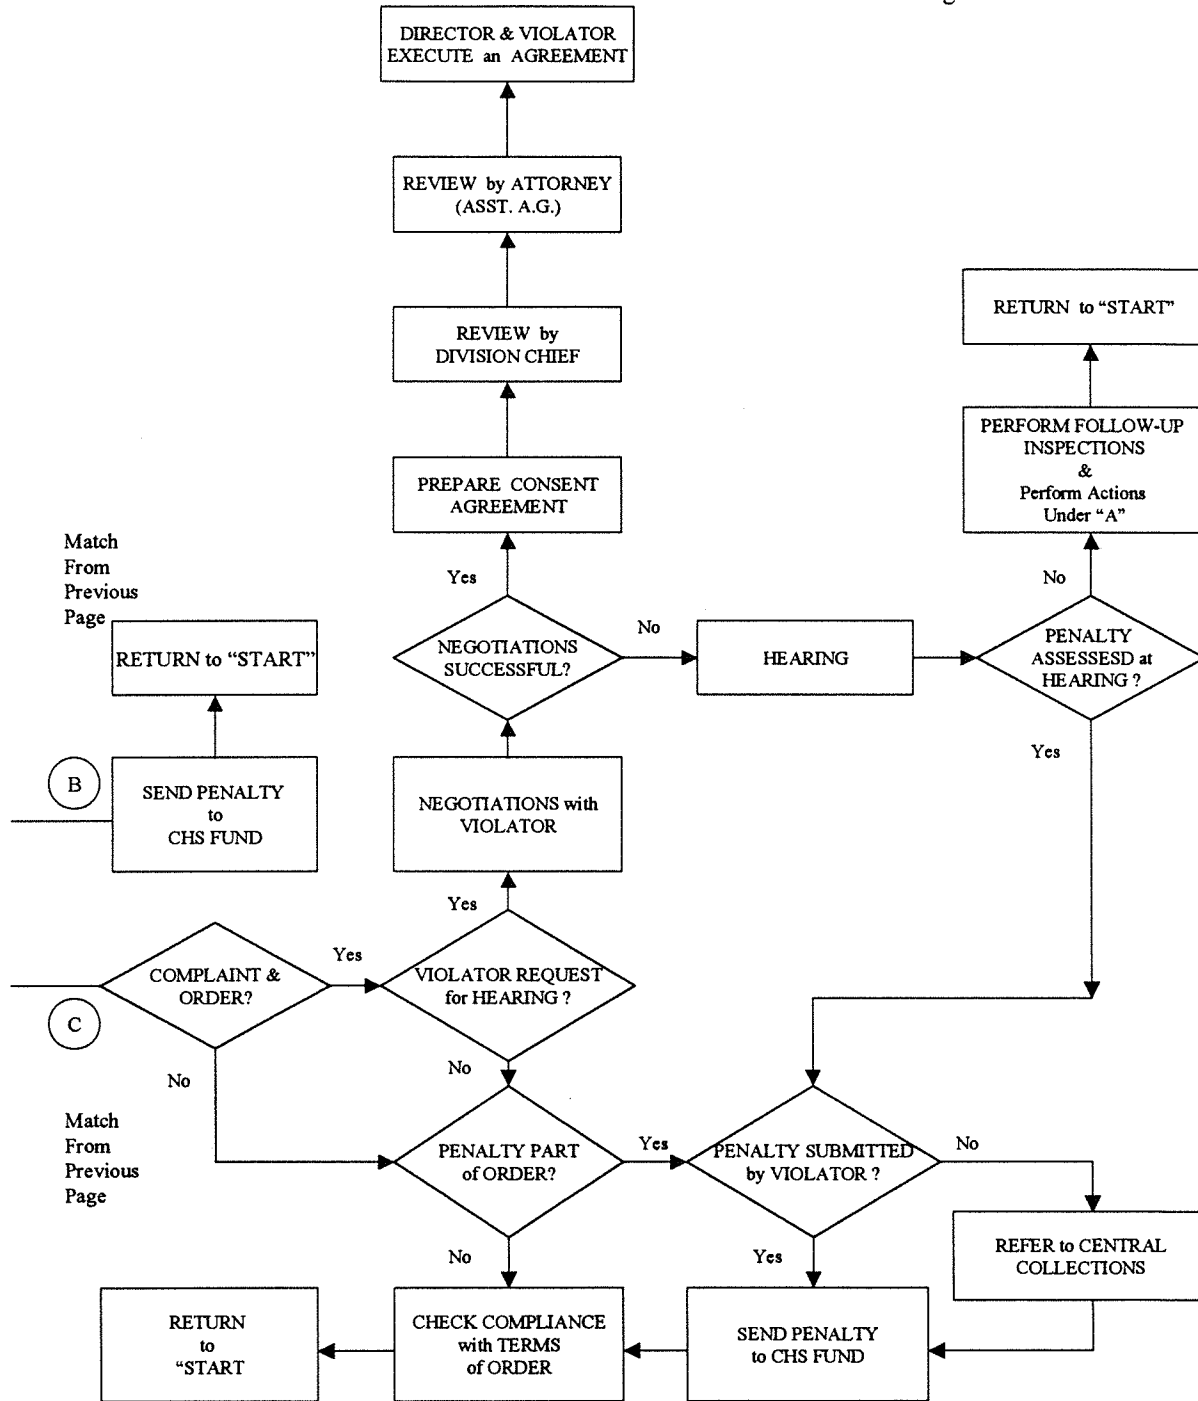 g
DIRECTOR & VIOLATOR
EXECUTE an AGREEMENT
REVIEW by ATTORNEY
(ASST. A.G.)
RETURN to “START”
REVIEW by
DIVISION CHIEF
PERFORM FOLLOW-UP
INSPECTIONS
&
Perform Actions
Under “A”
PREPARE CONSENT
AGREEMENT
Match
From
Previous
Page
Yes
No
RETURN to “START”
NEGOTIATIONS
SUCCESSFUL?
No
HEARING
PENALTY
ASSESSESD at
HEARING ?
Yes
B
SEND PENALTY
to
CHS FUND
NEGOTIATIONS with
VIOLATOR
Yes
COMPLAINT &
ORDER?
Yes
VIOLATOR REQUEST
for HEARING ?
C
No
No
Match
From
Previous
Page
PENALTY PART
of ORDER?
Yes
PENALTY SUBMITTED
by VIOLATOR ?
No
REFER to CENTRAL
COLLECTIONS
No
Yes
RETURN
to
“START
CHECK COMPLIANCE
with TERMS
of ORDER
SEND PENALTY
to CHS FUND